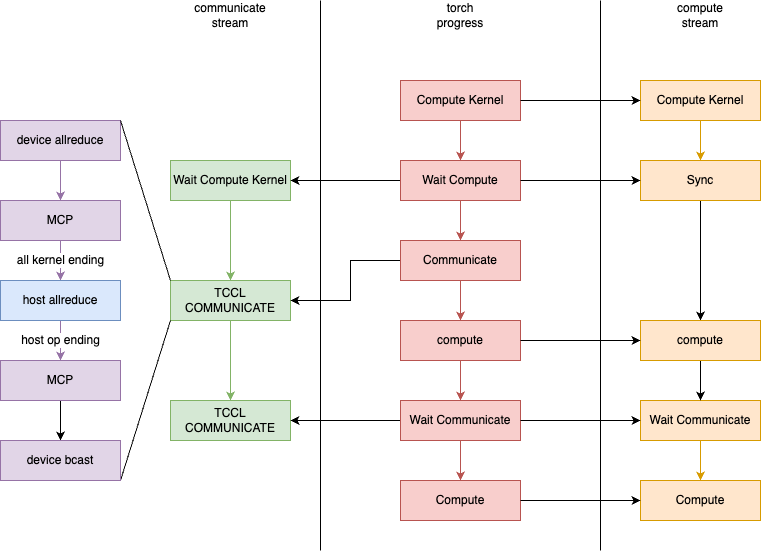 communicate
stream
torch
progress
compute
stream
Compute Kernel
Compute Kernel
device allreduce
Wait Compute Kernel
Wait Compute
Sync
MCP
all kernel ending
Communicate
host allreduce
TCCL
COMMUNICATE
host op ending
compute
compute
MCP
TCCL
COMMUNICATE
Wait Communicate
Wait Communicate
device bcast
Compute
Compute